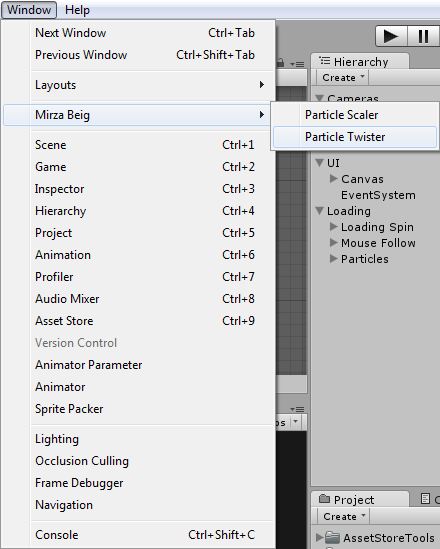 Window Help
Next Window Ctrl+Tab
Previous Window Ctrl+Shift+Tab
Layouts
Mirza Beig
Scene Ctrl+1
Game Ctrl+2
Inspector Ctrl+3
Hierarchy Ctrl+4
Project Ctrl+5
Animation Ctrl+6
Profiler Ctrl+7
Audio Mixer Ctrl+8
Asset Store Ctrl+9
Version Control
Animator Parameter
Animator
Sprite Packer
Lighting
Occlusion Culling
Frame Debugger
Navigation
Console Ctrl+Shift+C
Particle Scaler
Particle Twister
Hierarchy
Create
Cameras
UI
Canvas
EventSystem
Loading
Loading Spin
Mouse Follow
Particles
Project
Create
AssetStoreTools